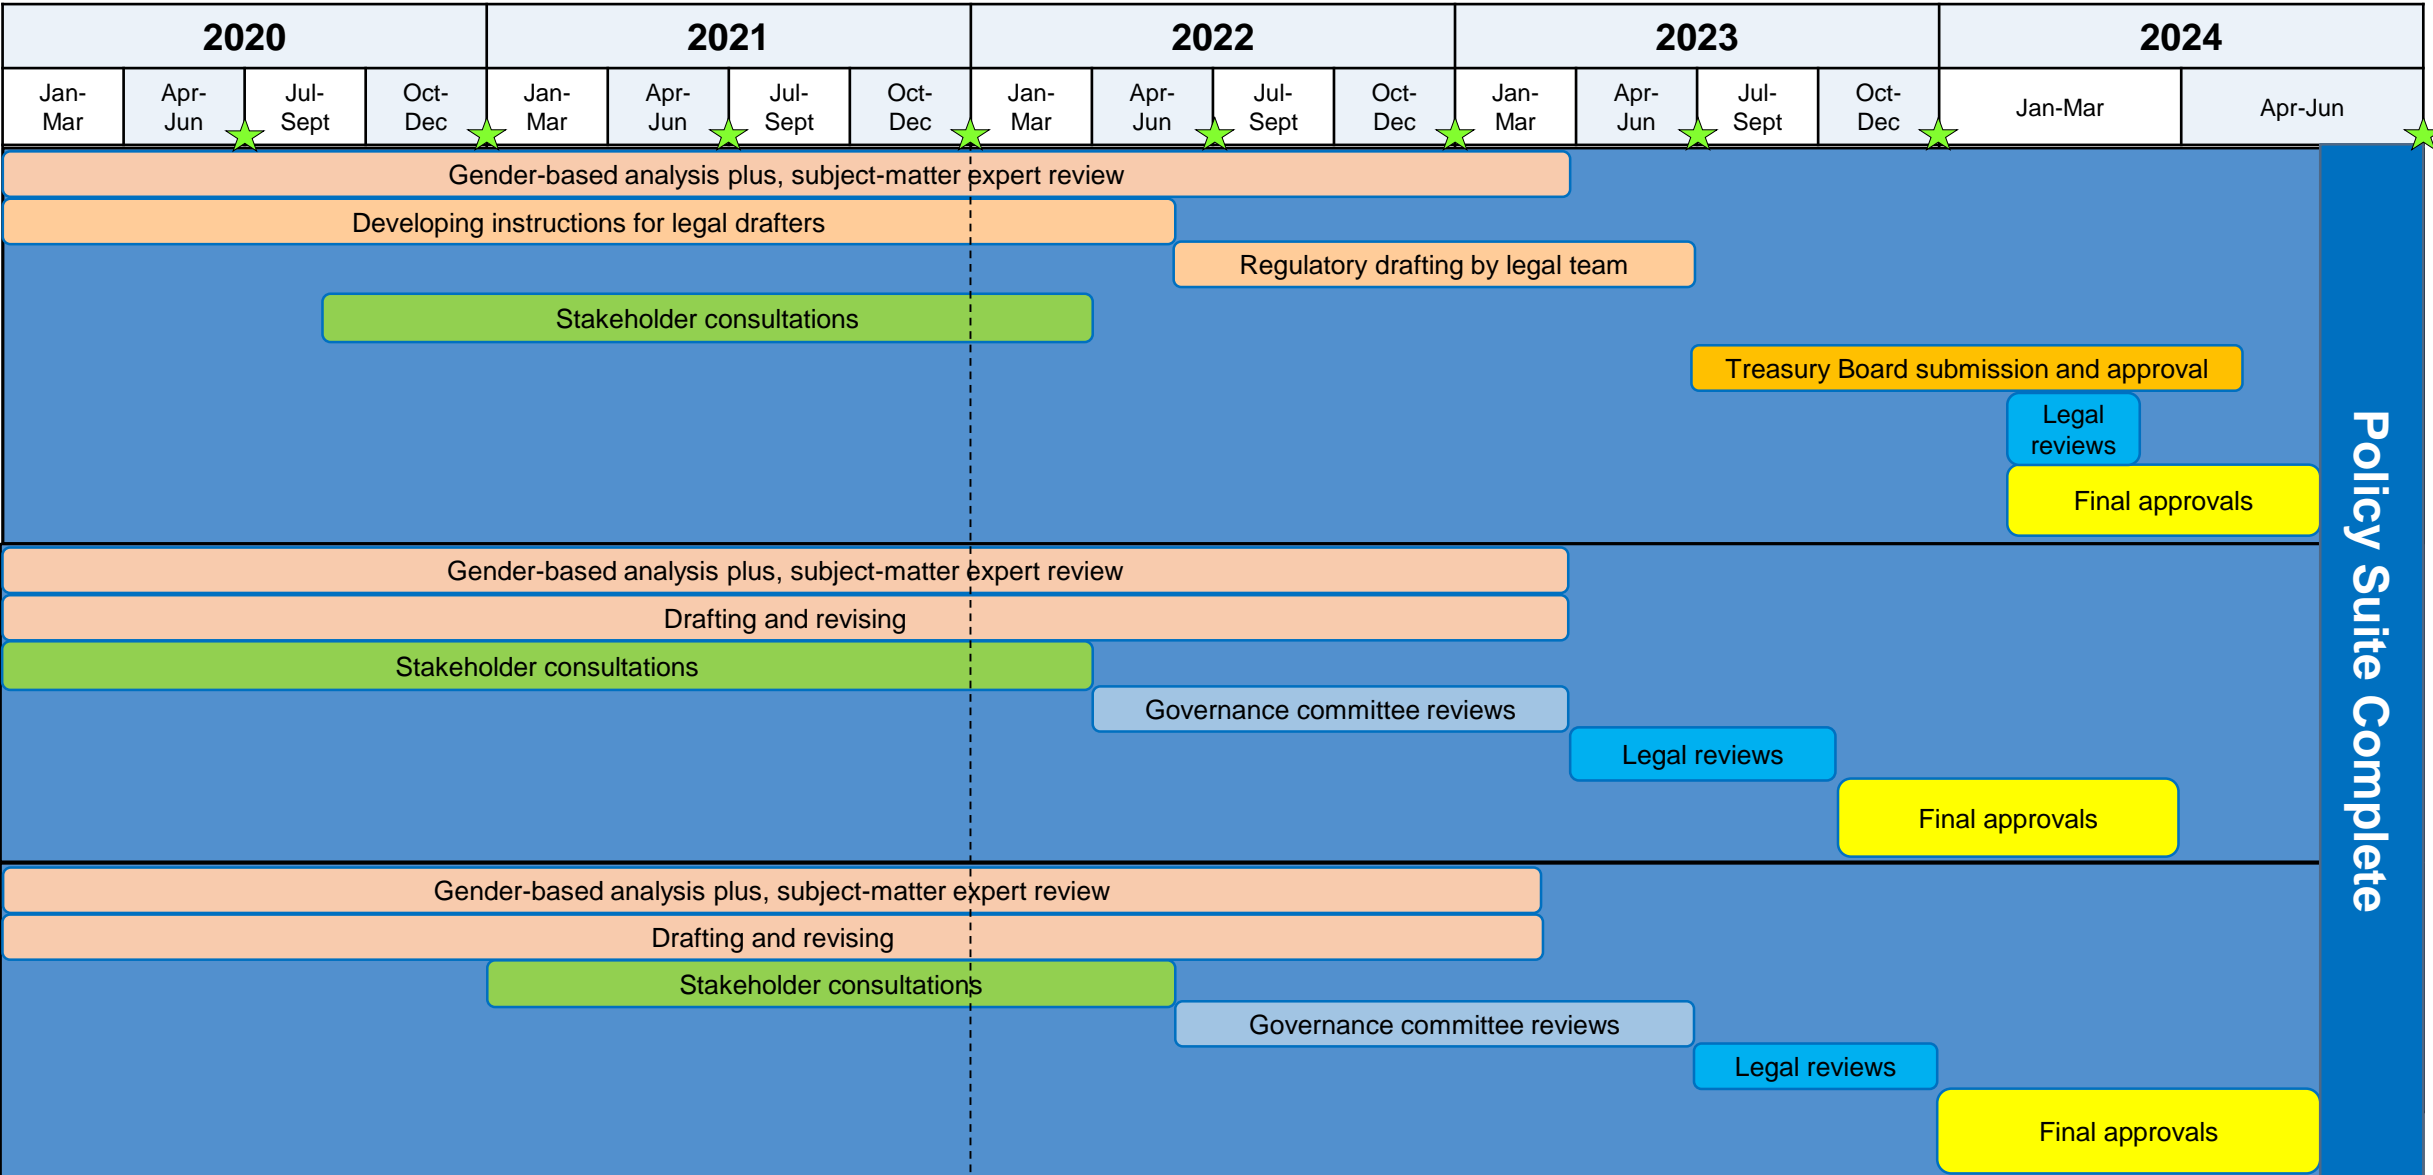 2020
2021
2022
2023
2024
Jan-
Mar
Apr-
Jun
Jul-
Sept
Oct-
Dec
Jan-
Mar
Apr-
Jun
Jul-
Sept
Oct-
Dec
Jan-
Mar
Apr-
Jun
Jul-
Sept
Oct-
Dec
Jan-
Mar
Apr-
Jun
Jul-
Sept
Oct-
Dec
Jan-Mar
Apr-Jun
Gender-based analysis plus, subject-matter expert review
Developing instructions for legal drafters
Regulatory drafting by legal team
Stakeholder consultations
Treasury Board submission and approval
Legal
reviews
Final approvals
Gender-based analysis plus, subject-matter expert review
Drafting and revising
Stakeholder consultations
Governance committee reviews
Legal reviews
Final approvals
Gender-based analysis plus, subject-matter expert review
Drafting and revising
Stakeholder consultations
Governance committee reviews
Legal reviews
Final approvals
Policy Suite Complete